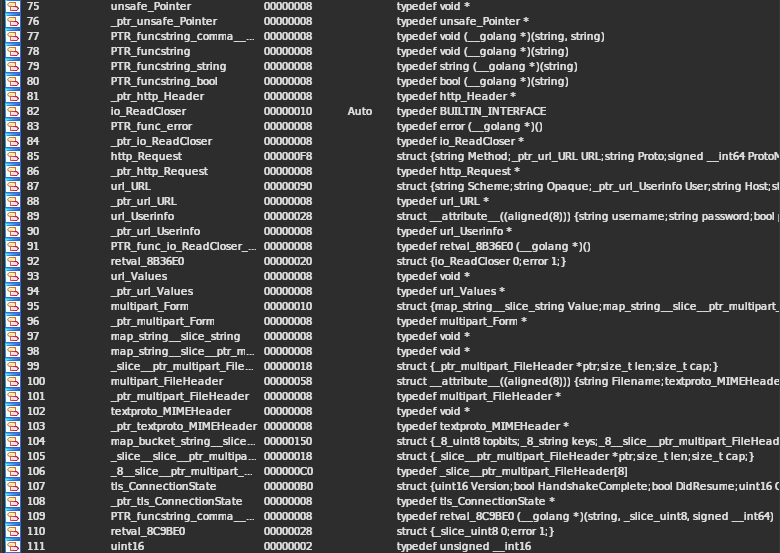 75 unsafe_Pointer 00000008 typedef void *
76 _ptr_unsafe_Pointer 00000008 typedef unsafe_Pointer *
77 PTR_funcstring_comma__... 00000008 typedef void (__golang *)(string, string)
78 PTR_funcstring 00000008 typedef void (__golang *)(string)
79 PTR_funcstring_string 00000008 typedef string (__golang *)(string)
80 PTR_funcstring_bool 00000008 typedef bool (__golang *)(string)
81 _ptr_http_Header 00000008 typedef http_Header *
82 io_ReadCloser 00000010 Auto typedef BUILTIN_INTERFACE
83 PTR_func_error 00000008 typedef error (__golang *)()
84 _ptr_io_ReadCloser 00000008 typedef io_ReadCloser *
85 http_Request 000000F8 struct {string Method;_ptr_url_URL URL;string Proto;signed __int64 ProtoM
86 _ptr_http_Request 00000008 typedef http_Request *
87 url_URL 00000090 struct {string Scheme;string Opaque;_ptr_url_Userinfo User;string Host;st
88 _ptr_url_URL 00000008 typedef url_URL *
89 url_Userinfo 00000028 struct __attribute__((aligned(8))) {string username;string password;bool
90 _ptr_url_Userinfo 00000008 typedef url_Userinfo *
91 PTR_func_io_ReadCloser_... 00000008 typedef retval_8B36E0 (__golang *)()
92 retval_8B36E0 00000020 struct {io_ReadCloser 0;error 1;}
93 url_Values 00000008 typedef void *
94 _ptr_url_Values 00000008 typedef url_Values *
95 multipart_Form 00000010 struct {map_string__slice_string Value;map_string__slice__ptr_multipart_
96 _ptr_multipart_Form 00000008 typedef multipart_Form *
97 map_string__slice_string 00000008 typedef void *
98 map_string__slice__ptr_m... 00000008 typedef void *
99 _slice__ptr_multipart_File... 00000018 struct {_ptr_multipart_FileHeader *ptr;size_t len;size_t cap;}
100 multipart_FileHeader 00000058 struct __attribute__((aligned(8))) {string Filename;textproto_MIMEHeade
101 _ptr_multipart_FileHeader 00000008 typedef multipart_FileHeader *
102 textproto_MIMEHeader 00000008 typedef void *
103 _ptr_textproto_MIMEHeader 00000008 typedef textproto_MIMEHeader *
104 map_bucket_string__slice... 00000150 struct {_8_uint8 topbits;_8_string keys;_8__slice__ptr_multipart_FileHead
105 _slice__slice__ptr_multipa... 00000018 struct {_slice__ptr_multipart_FileHeader *ptr;size_t len;size_t cap;}
106 _8__slice__ptr_multipart_... 000000C0 typedef _slice__ptr_multipart_FileHeader[8]
107 tls_ConnectionState 000000B0 struct {uint16 Version;bool HandshakeComplete;bool DidResume;uint16 C
108 _ptr_tls_ConnectionState 00000008 typedef tls_ConnectionState *
109 PTR_funcstring_comma__... 00000008 typedef retval_8C9BE0 (__golang *)(string, _slice_uint8, signed __int64)
110 retval_8C9BE0 00000028 struct {_slice_uint8 0;error 1;}
111 uint16 00000002 typedef unsigned __int16